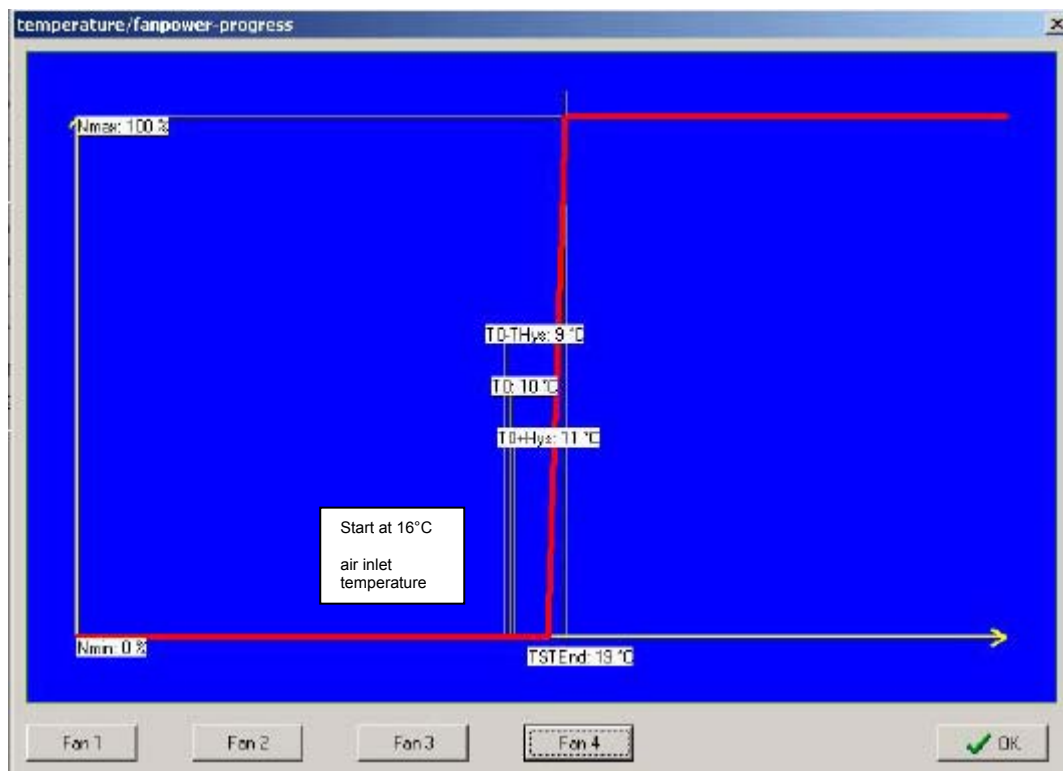 temperature/fanpower-progress
Nmax: 100 %
T0-THys: 9 °C
T0: 10 °C
T0+Hys: 11 °C
Start at 16°C
air inlet
temperature
Nmin: 0 %
TSTEnd: 19 °C
Fan 1
Fan 2
Fan 3
Fan 4
OK